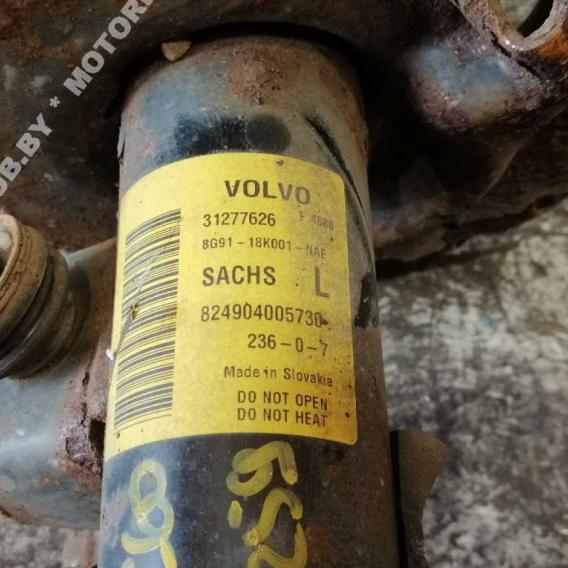 VOLVO
31277626 F 4888
8G91-18K001-NAE
SACHS L
824904005730
236-0-7
Made in Slovakia
DO NOT OPEN
DO NOT HEAT